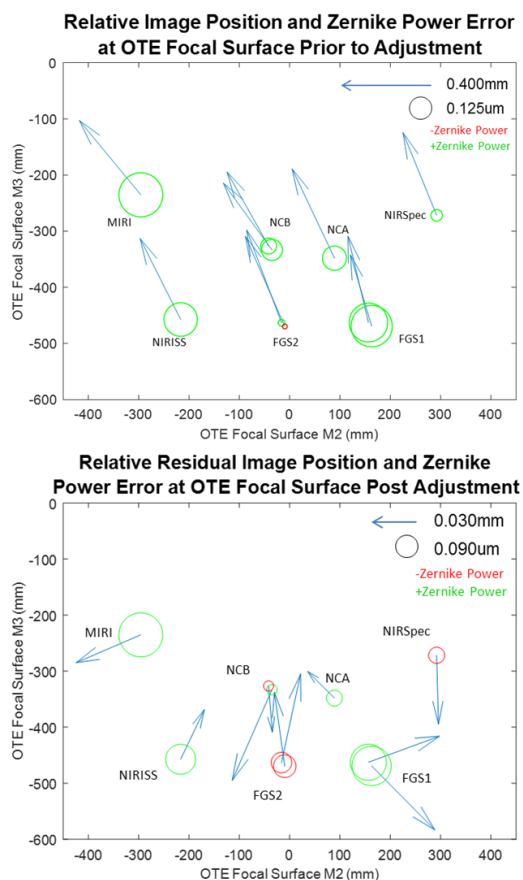 Relative Image Position and Zernike Power Error
at OTE Focal Surface Prior to Adjustment
0
-100
-200
-300
-400
-500
-600
OTE Focal Surface M3 (mm)
0.400mm
0.125um
-Zernike Power
+Zernike Power
MIRI
NIRSpec
NCB
NCA
NIRISS
FGS2
FGS1
-400 -300 -200 -100 0 100 200 300 400
OTE Focal Surface M2 (mm)
Relative Residual Image Position and Zernike
Power Error at OTE Focal Surface Post Adjustment
0
-100
-200
-300
-400
-500
-600
OTE Focal Surface M3 (mm)
0.030mm
0.090um
-Zernike Power
+Zernike Power
MIRI
NIRSpec
NCB
NCA
NIRISS
FGS2
FGS1
-400 -300 -200 -100 0 100 200 300 400
OTE Focal Surface M2 (mm)